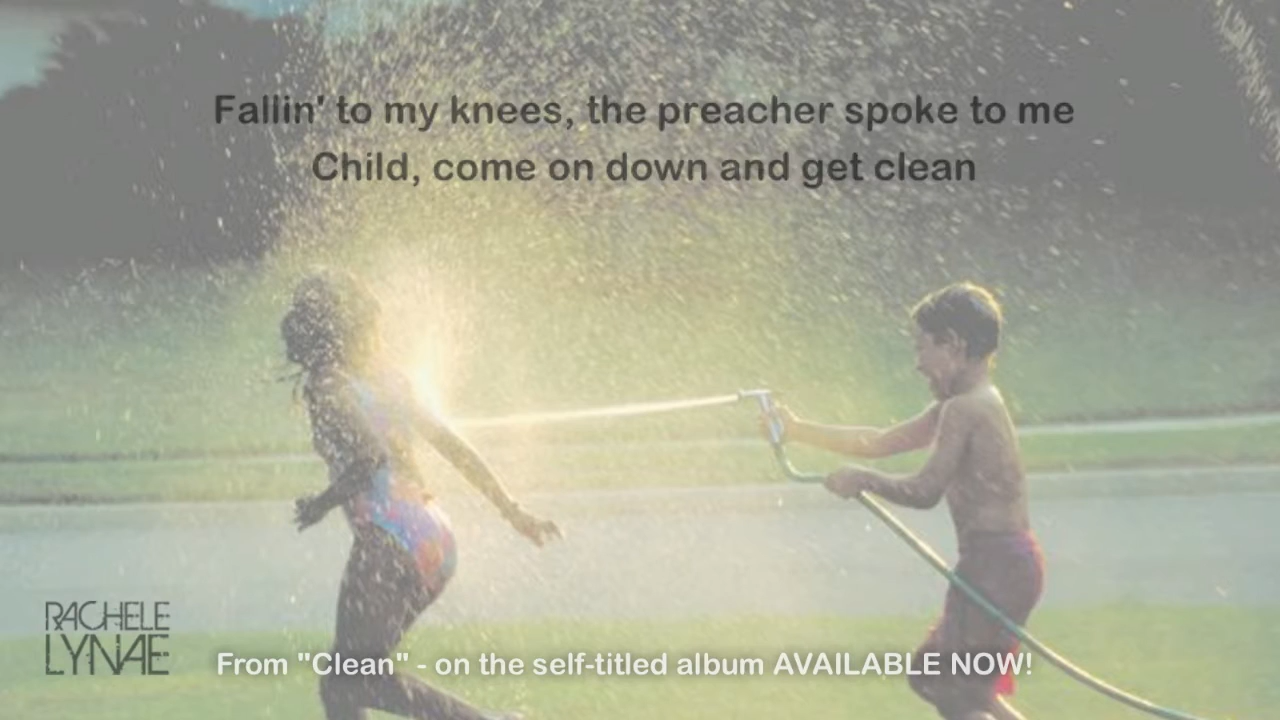 Fallin' to my knees, the preacher spoke to me
Child, come on down and get clean
RACHELE
LYNAE
From "Clean" - on the self-titled album AVAILABLE NOW!